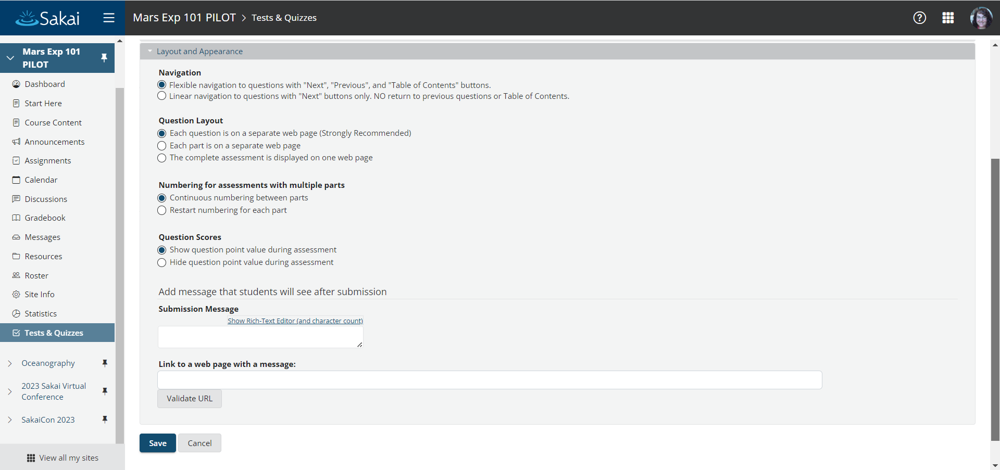 Sakai
Mars Exp 101 PILOT > Tests & Quizzes
Mars Exp 101
PILOT
Dashboard
Start Here
Course Content
Announcements
Assignments
Calendar
Discussions
Gradebook
Messages
Resources
Roster
Site Info
Statistics
Tests & Quizzes
Oceanography
2023 Sakai Virtual
Conference
SakaiCon 2023
View all my sites
Layout and Appearance
Navigation
Flexible navigation to questions with "Next", "Previous", and "Table of Contents" buttons.
Linear navigation to questions with "Next" buttons only. NO return to previous questions or Table of Contents.
Question Layout
Each question is on a separate web page (Strongly Recommended)
Each part is on a separate web page
The complete assessment is displayed on one web page
Numbering for assessments with multiple parts
Continuous numbering between parts
Restart numbering for each part
Question Scores
Show question point value during assessment
Hide question point value during assessment
Add message that students will see after submission
Submission Message
Show Rich-Text Editor (and character count)
Link to a web page with a message:
Validate URL
Save
Cancel